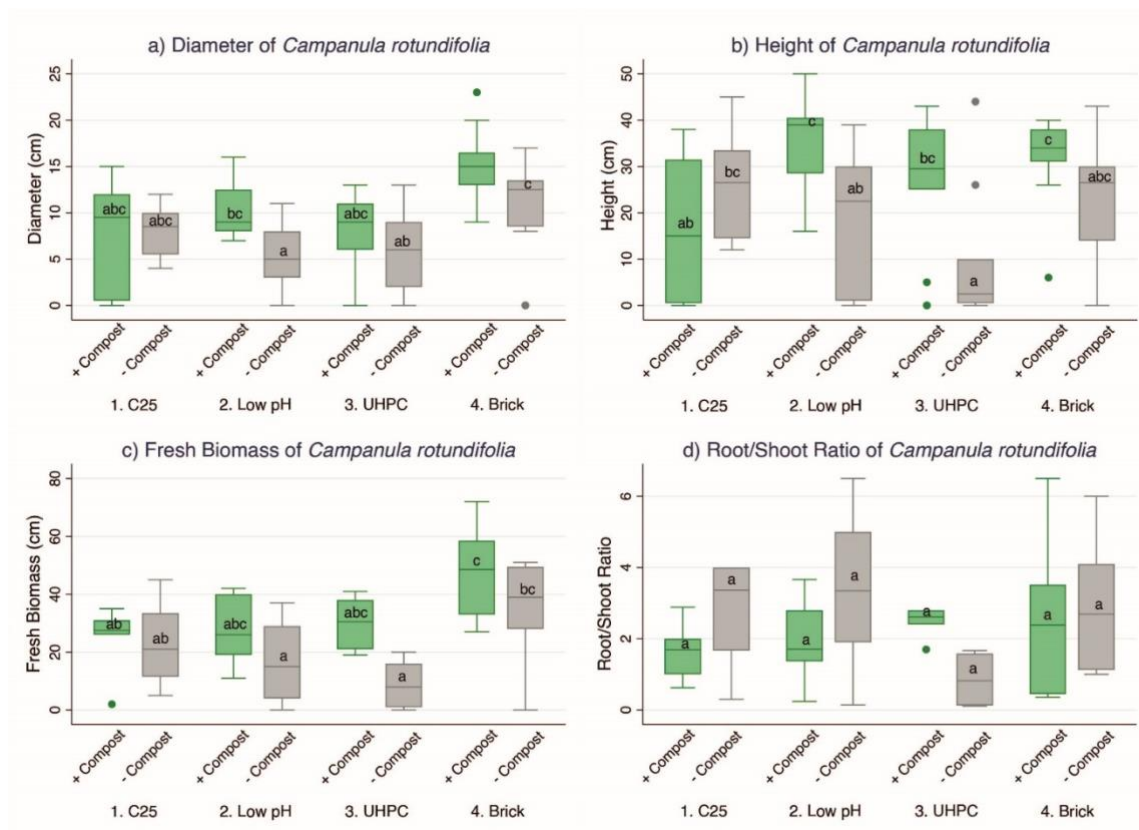 a) Diameter of Campanula rotundifolia
25
20
15
10
5
0
Diameter (cm)
abc
abc
bc
a
abc
ab
c
+ Compost
- Compost
+ Compost
- Compost
+ Compost
- Compost
+ Compost
- Compost
1. C25
2. Low pH
3. UHPC
4. Brick
b) Height of Campanula rotundifolia
50
40
30
20
10
0
Height (cm)
ab
bc
c
ab
bc
a
c
abc
+ Compost
- Compost
+ Compost
- Compost
+ Compost
- Compost
+ Compost
- Compost
1. C25
2. Low pH
3. UHPC
4. Brick
c) Fresh Biomass of Campanula rotundifolia
80
60
40
20
0
Fresh Biomass (cm)
ab
ab
abc
a
abc
a
c
bc
+ Compost
- Compost
+ Compost
- Compost
+ Compost
- Compost
+ Compost
- Compost
1. C25
2. Low pH
3. UHPC
4. Brick
d) Root/Shoot Ratio of Campanula rotundifolia
6
4
2
0
Root/Shoot Ratio
a
a
a
a
a
a
a
a
+ Compost
- Compost
+ Compost
- Compost
+ Compost
- Compost
+ Compost
- Compost
1. C25
2. Low pH
3. UHPC
4. Brick